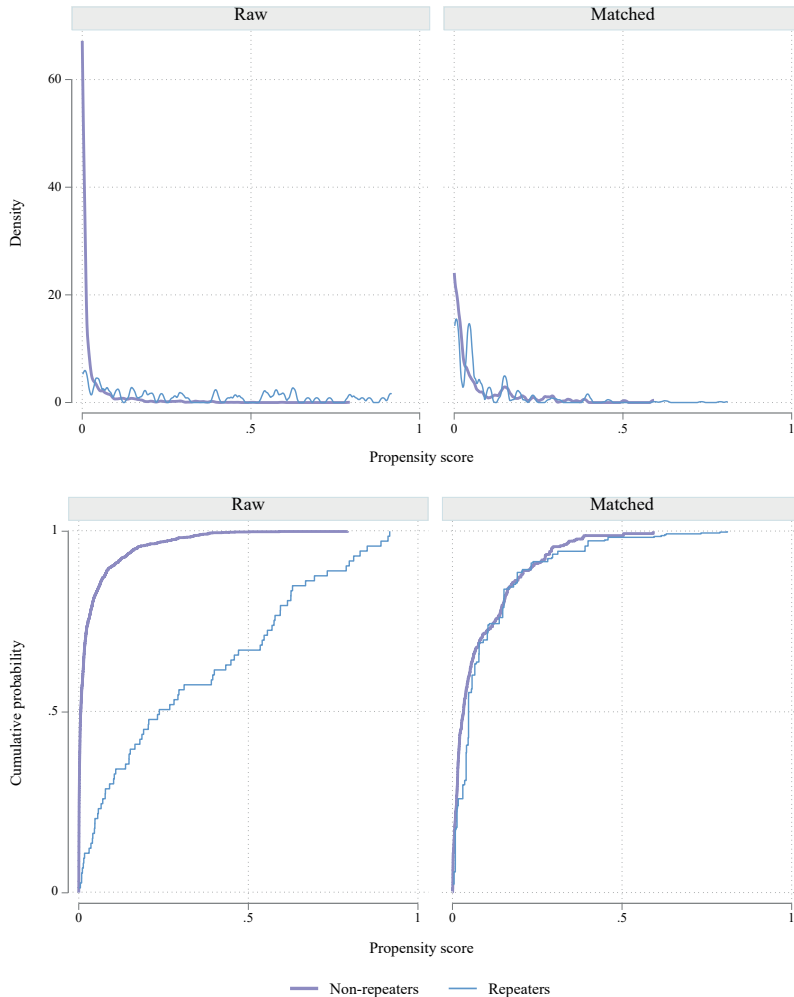 Raw
Matched
60
40
20
0
Density
0
.5
1
0
.5
1
Propensity score
Raw
Matched
1
.5
0
Cumulative probability
0
.5
1
0
.5
1
Propensity score
Non-repeaters
Repeaters